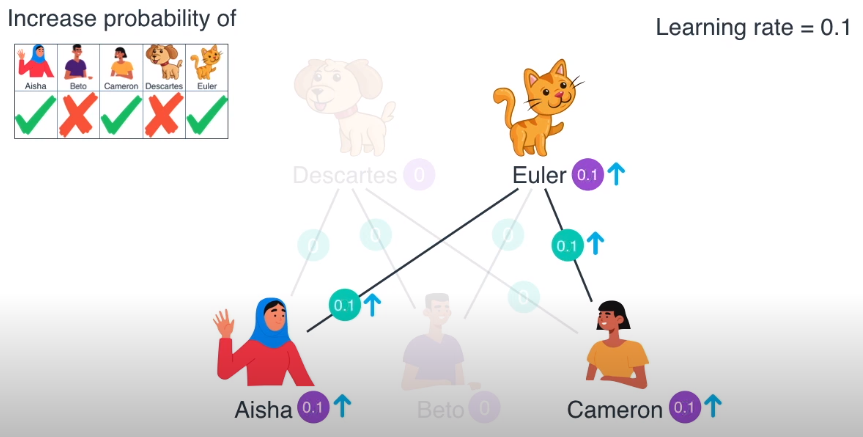 Increase probability of
Learning rate = 0.1
Aisha Beto Cameron Descartes Euler
Descartes 0
Euler 0.1
0 0 0 0.1
0
0.1
Aisha 0.1
Beto 0
Cameron 0.1